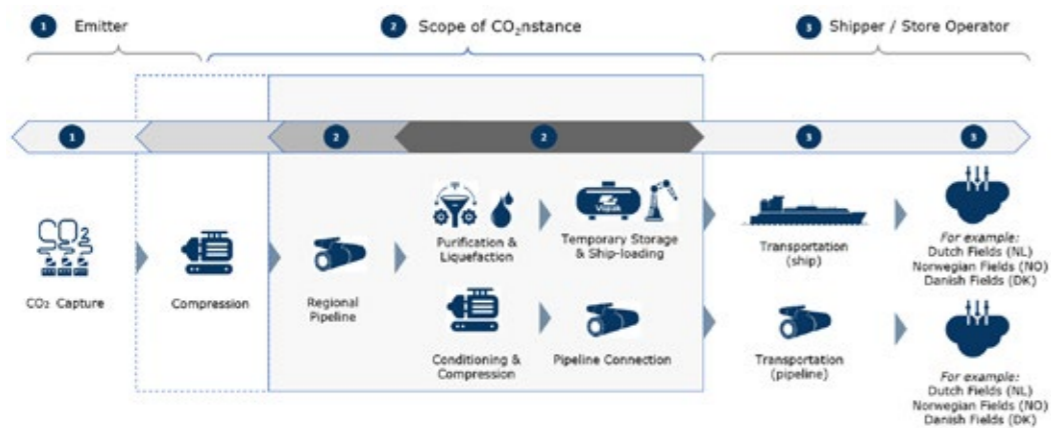 1 Emitter
2 Scope of CO₂nstance
3 Shipper / Store Operator
1
2
2
3
3
Vopak
CO₂
CO₂ Capture
Compression
Regional
Pipeline
Purification &
Liquefaction
Temporary Storage
& Ship-loading
Transportation
(ship)
For example:
Dutch Fields (NL)
Norwegian Fields (NO)
Danish Fields (DK)
Conditioning &
Compression
Pipeline Connection
Transportation
(pipeline)
For example:
Dutch Fields (NL)
Norwegian Fields (NO)
Danish Fields (DK)